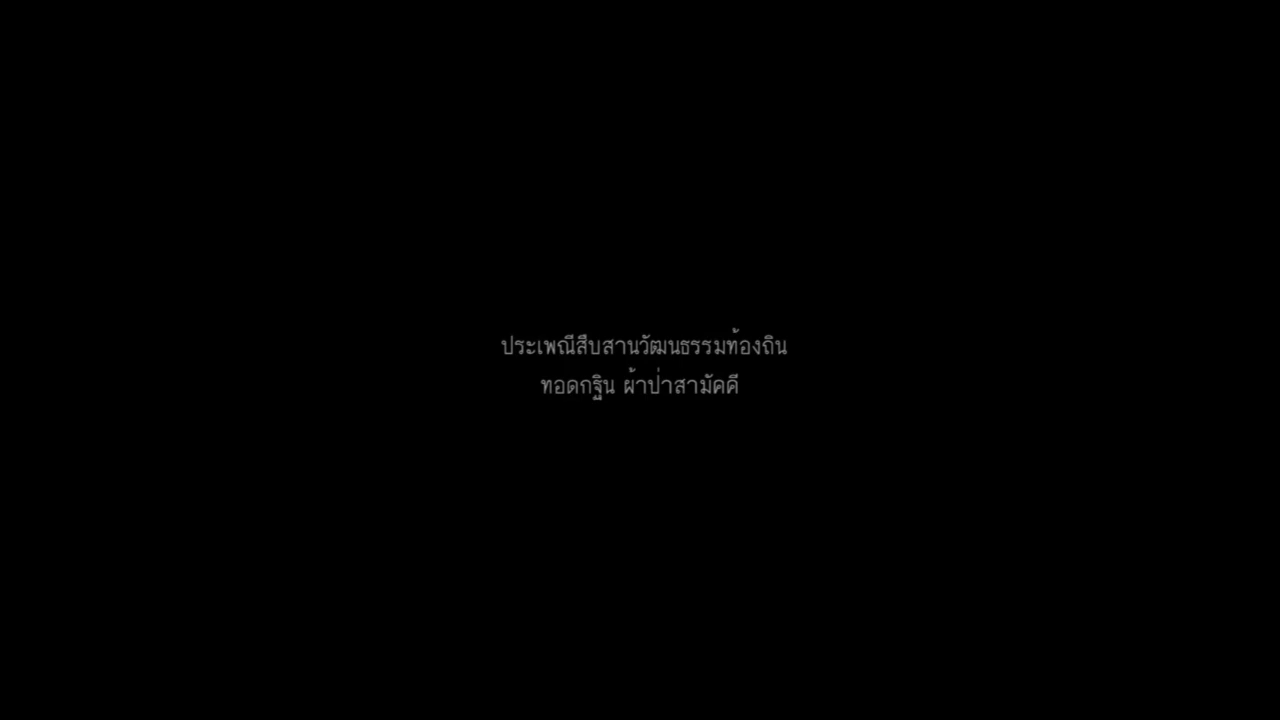 ประเพณีสืบสานวัฒนธรรมท้องถิน
ทอดกฐิน ผ้าป่าสามัคคี